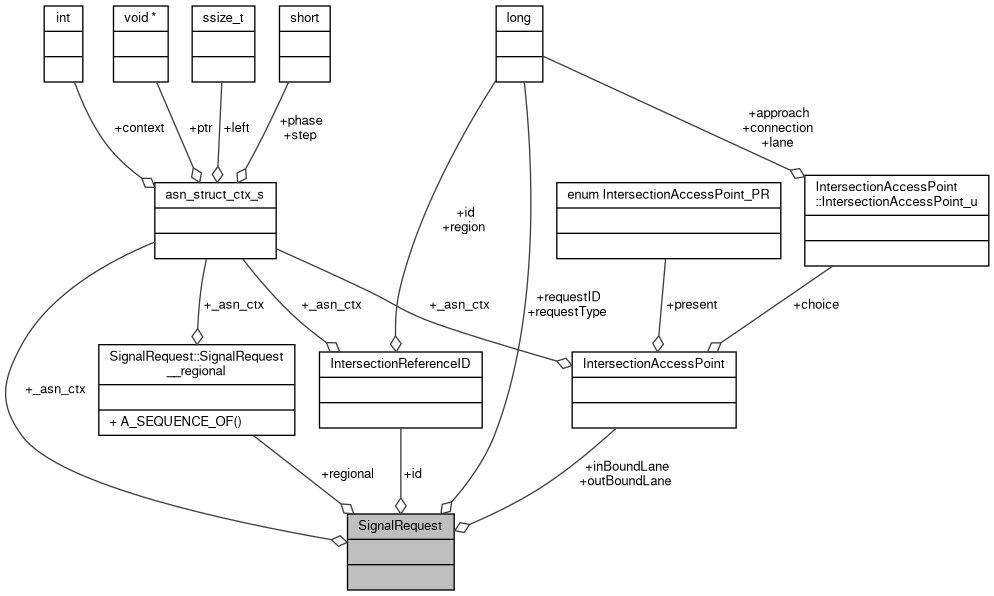 int
void *
ssize_t
short
long
+context
+ptr
+left
+phase
+step
+approach
+connection
+lane
asn_struct_ctx_s
enum IntersectionAccessPoint_PR
IntersectionAccessPoint
::IntersectionAccessPoint_u
+id
+region
+_asn_ctx
+_asn_ctx
+_asn_ctx
+requestID
+requestType
+present
+choice
SignalRequest::SignalRequest
__regional
+ A_SEQUENCE_OF()
IntersectionReferenceID
IntersectionAccessPoint
+_asn_ctx
+regional
+id
+inBoundLane
+outBoundLane
SignalRequest